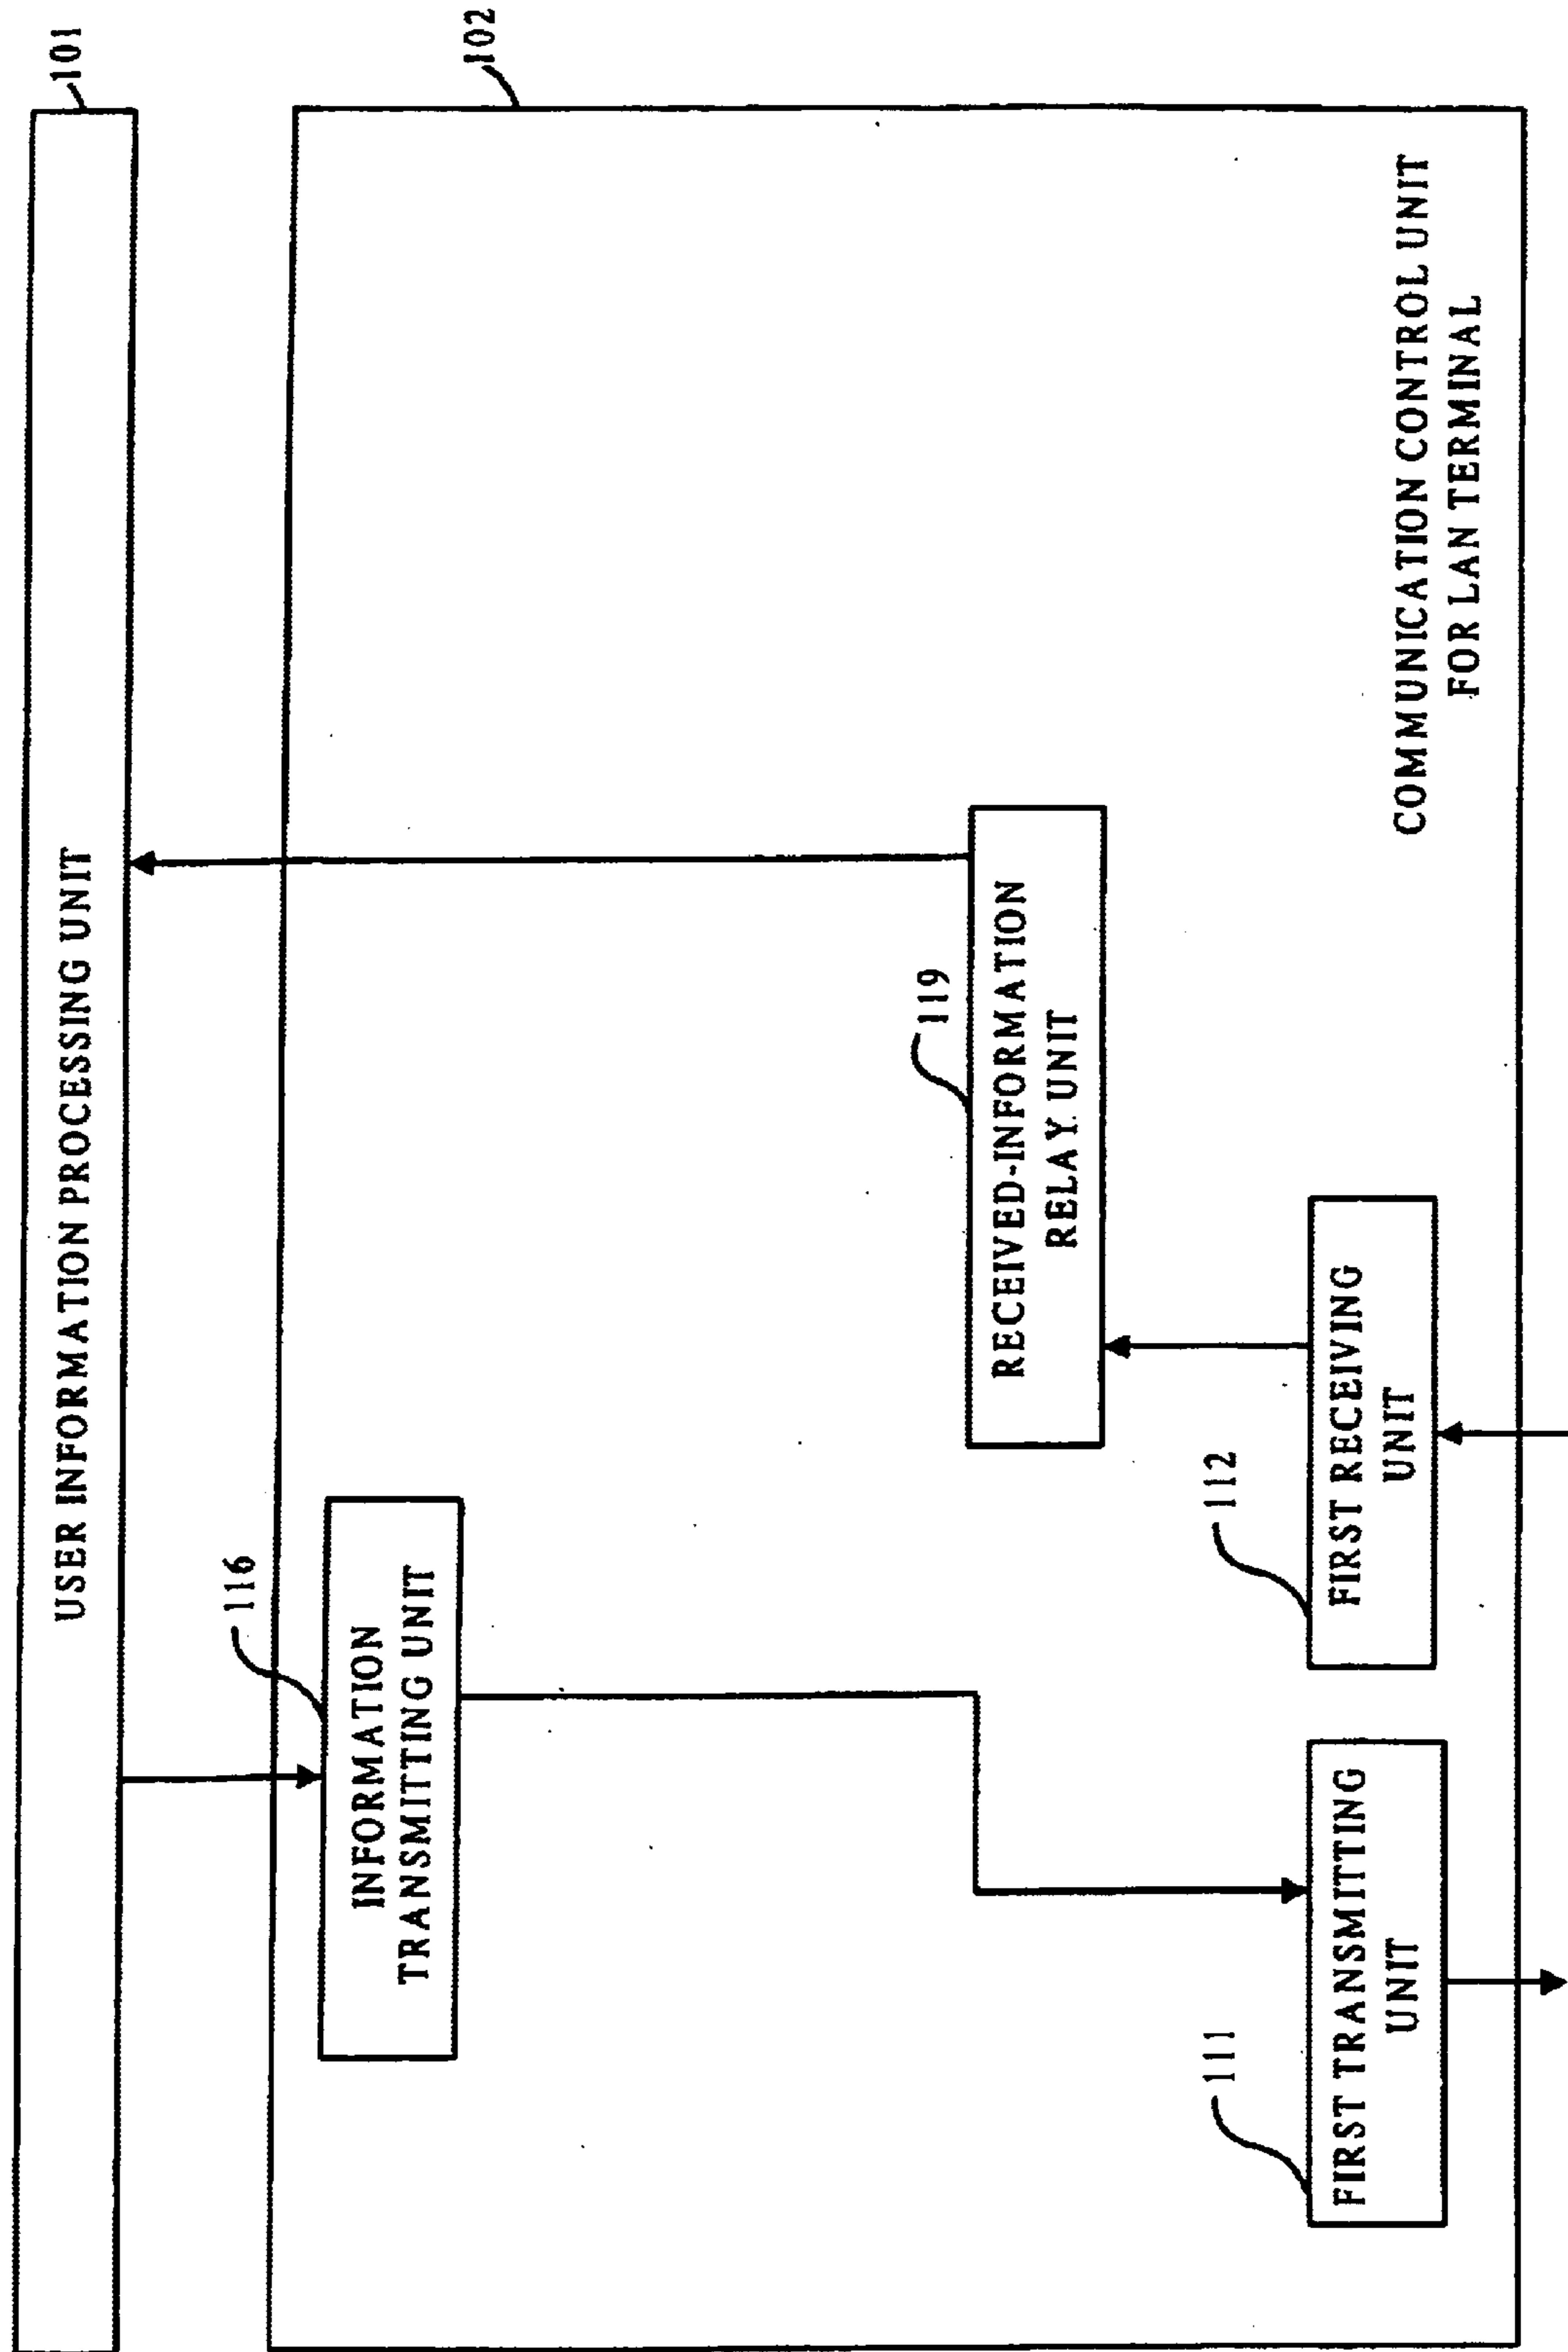 101
USER INFORMATION PROCESSING UNIT
102
116
INFORMATION
TRANSMITTING UNIT
119
RECEIVED-INFORMATION
RELAY UNIT
111
FIRST TRANSMITTING
UNIT
112
FIRST RECEIVING
UNIT
COMMUNICATION CONTROL UNIT
FOR LAN TERMINAL